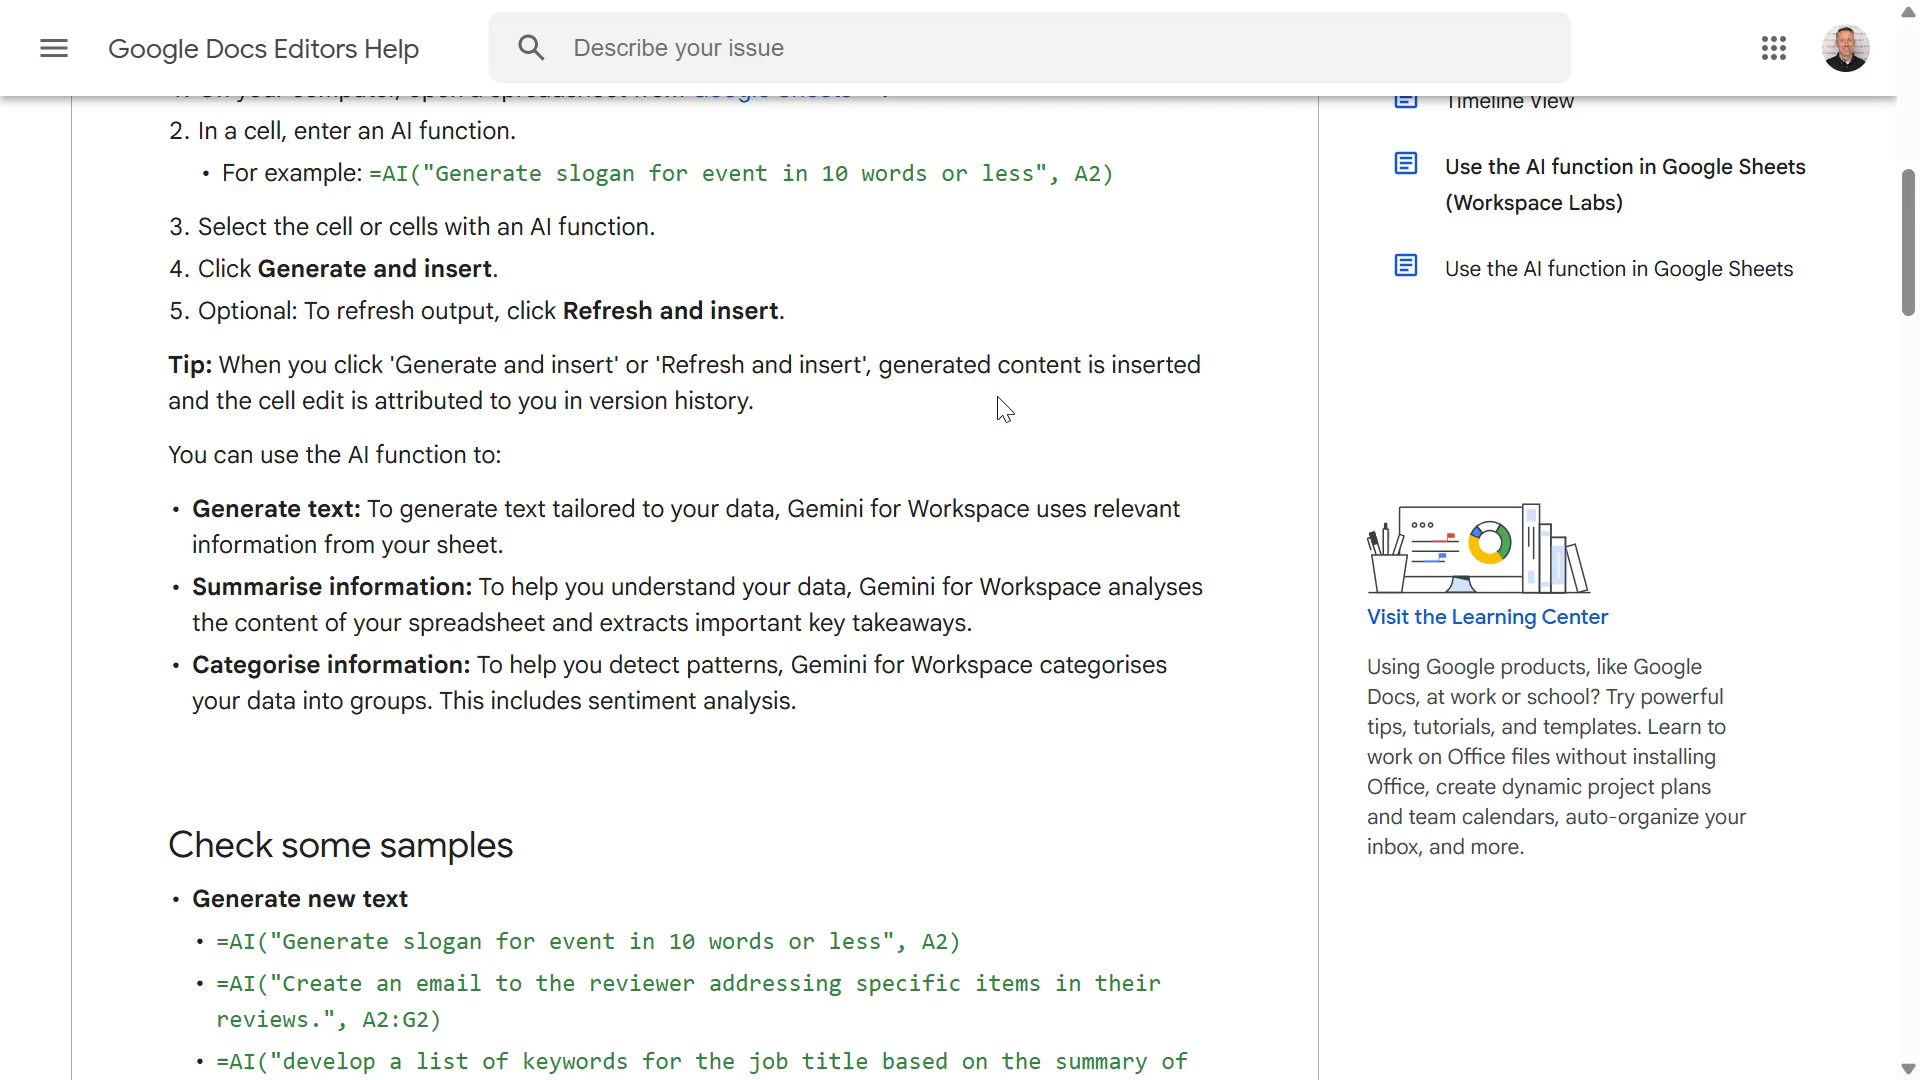 Google Docs Editors Help
Describe your issue
1. On your computer, open a spreadsheet from Google Sheets
2. In a cell, enter an AI function.
• For example: =AI("Generate slogan for event in 10 words or less", A2)
3. Select the cell or cells with an AI function.
4. Click Generate and insert.
5. Optional: To refresh output, click Refresh and insert.
Tip: When you click 'Generate and insert' or 'Refresh and insert', generated content is inserted
and the cell edit is attributed to you in version history.
You can use the AI function to:
• Generate text: To generate text tailored to your data, Gemini for Workspace uses relevant
information from your sheet.
• Summarise information: To help you understand your data, Gemini for Workspace analyses
the content of your spreadsheet and extracts important key takeaways.
• Categorise information: To help you detect patterns, Gemini for Workspace categorises
your data into groups. This includes sentiment analysis.
Check some samples
• Generate new text
• =AI("Generate slogan for event in 10 words or less", A2)
• =AI("Create an email to the reviewer addressing specific items in their
reviews.", A2:G2)
• =AI("develop a list of keywords for the job title based on the summary of
Timeline View
Use the AI function in Google Sheets
(Workspace Labs)
Use the AI function in Google Sheets
Visit the Learning Center
Using Google products, like Google
Docs, at work or school? Try powerful
tips, tutorials, and templates. Learn to
work on Office files without installing
Office, create dynamic project plans
and team calendars, auto-organize your
inbox, and more.